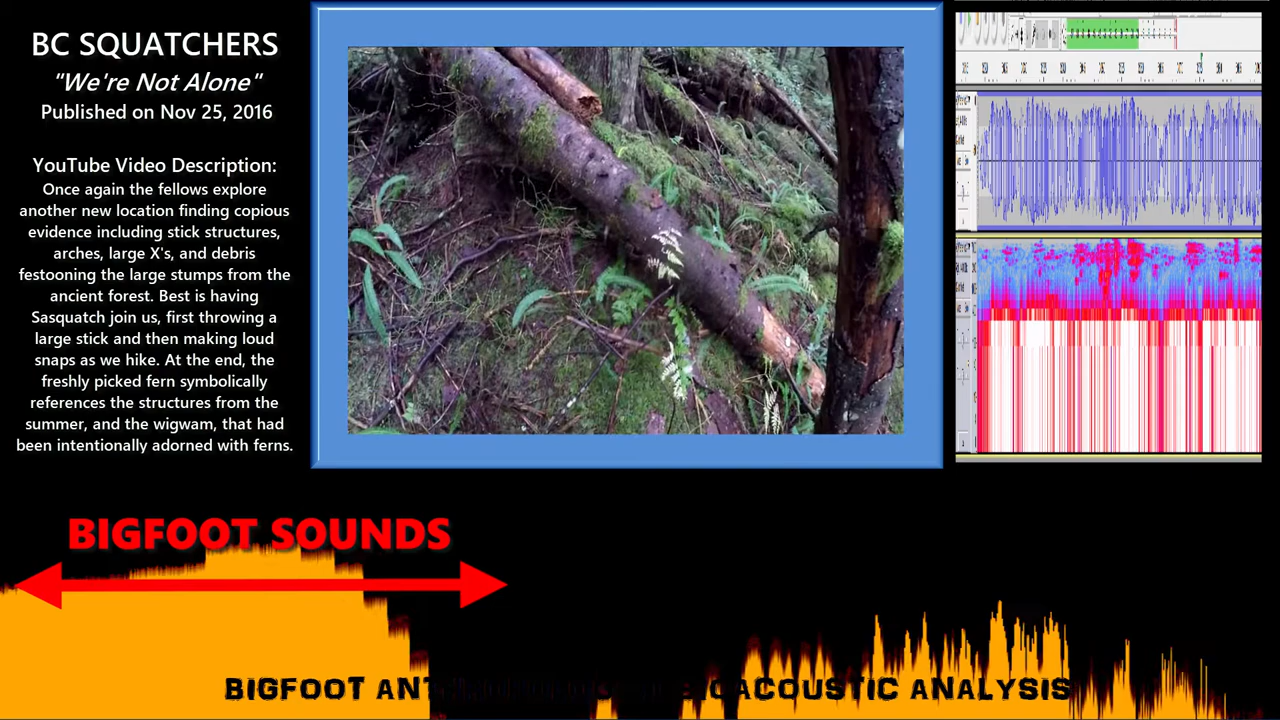 BC SQUATCHERS
"We're Not Alone"
Published on Nov 25, 2016
YouTube Video Description:
Once again the fellows explore
another new location finding copious
evidence including stick structures,
arches, large X's, and debris
festooning the large stumps from the
ancient forest. Best is having
Sasquatch join us, first throwing a
large stick and then making loud
snaps as we hike. At the end, the
freshly picked fern symbolically
references the structures from the
summer, and the wigwam, that had
been intentionally adorned with ferns.
BIGFOOT SOUNDS
BIGFOOT ANALYSIS